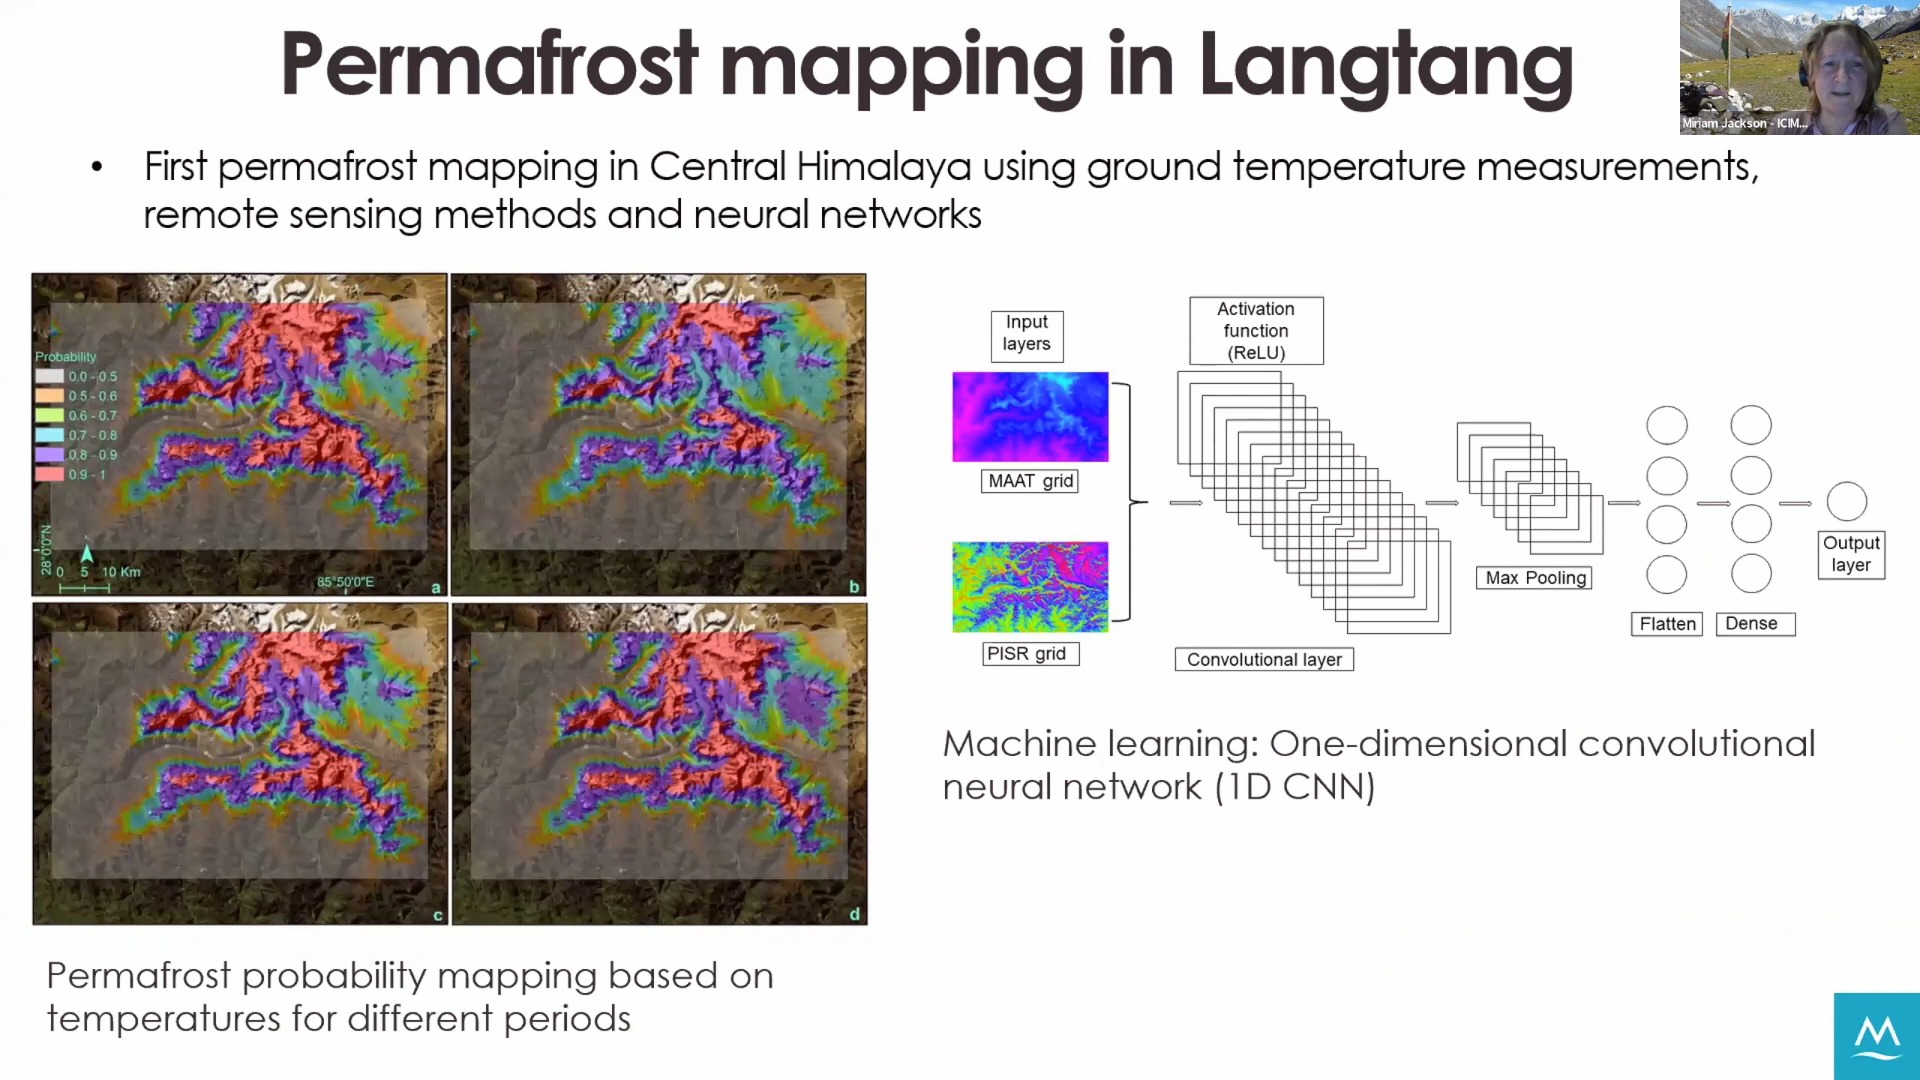 Permafrost mapping in Langtang
Miriam Jackson - ICIM...
• First permafrost mapping in Central Himalaya using ground temperature measurements,
remote sensing methods and neural networks
Probability
0.0 - 0.5
0.5 - 0.6
0.6 - 0.7
0.7 - 0.8
0.8 - 0.9
0.9 - 1
28°0'0"N
0 5 10 Km
85°50'0"E
a
b
c
d
Permafrost probability mapping based on
temperatures for different periods
Input
layers
MAAT grid
PISR grid
Activation
function
(ReLU)
Convolutional layer
Max Pooling
Flatten
Dense
Output
layer
Machine learning: One-dimensional convolutional
neural network (1D CNN)